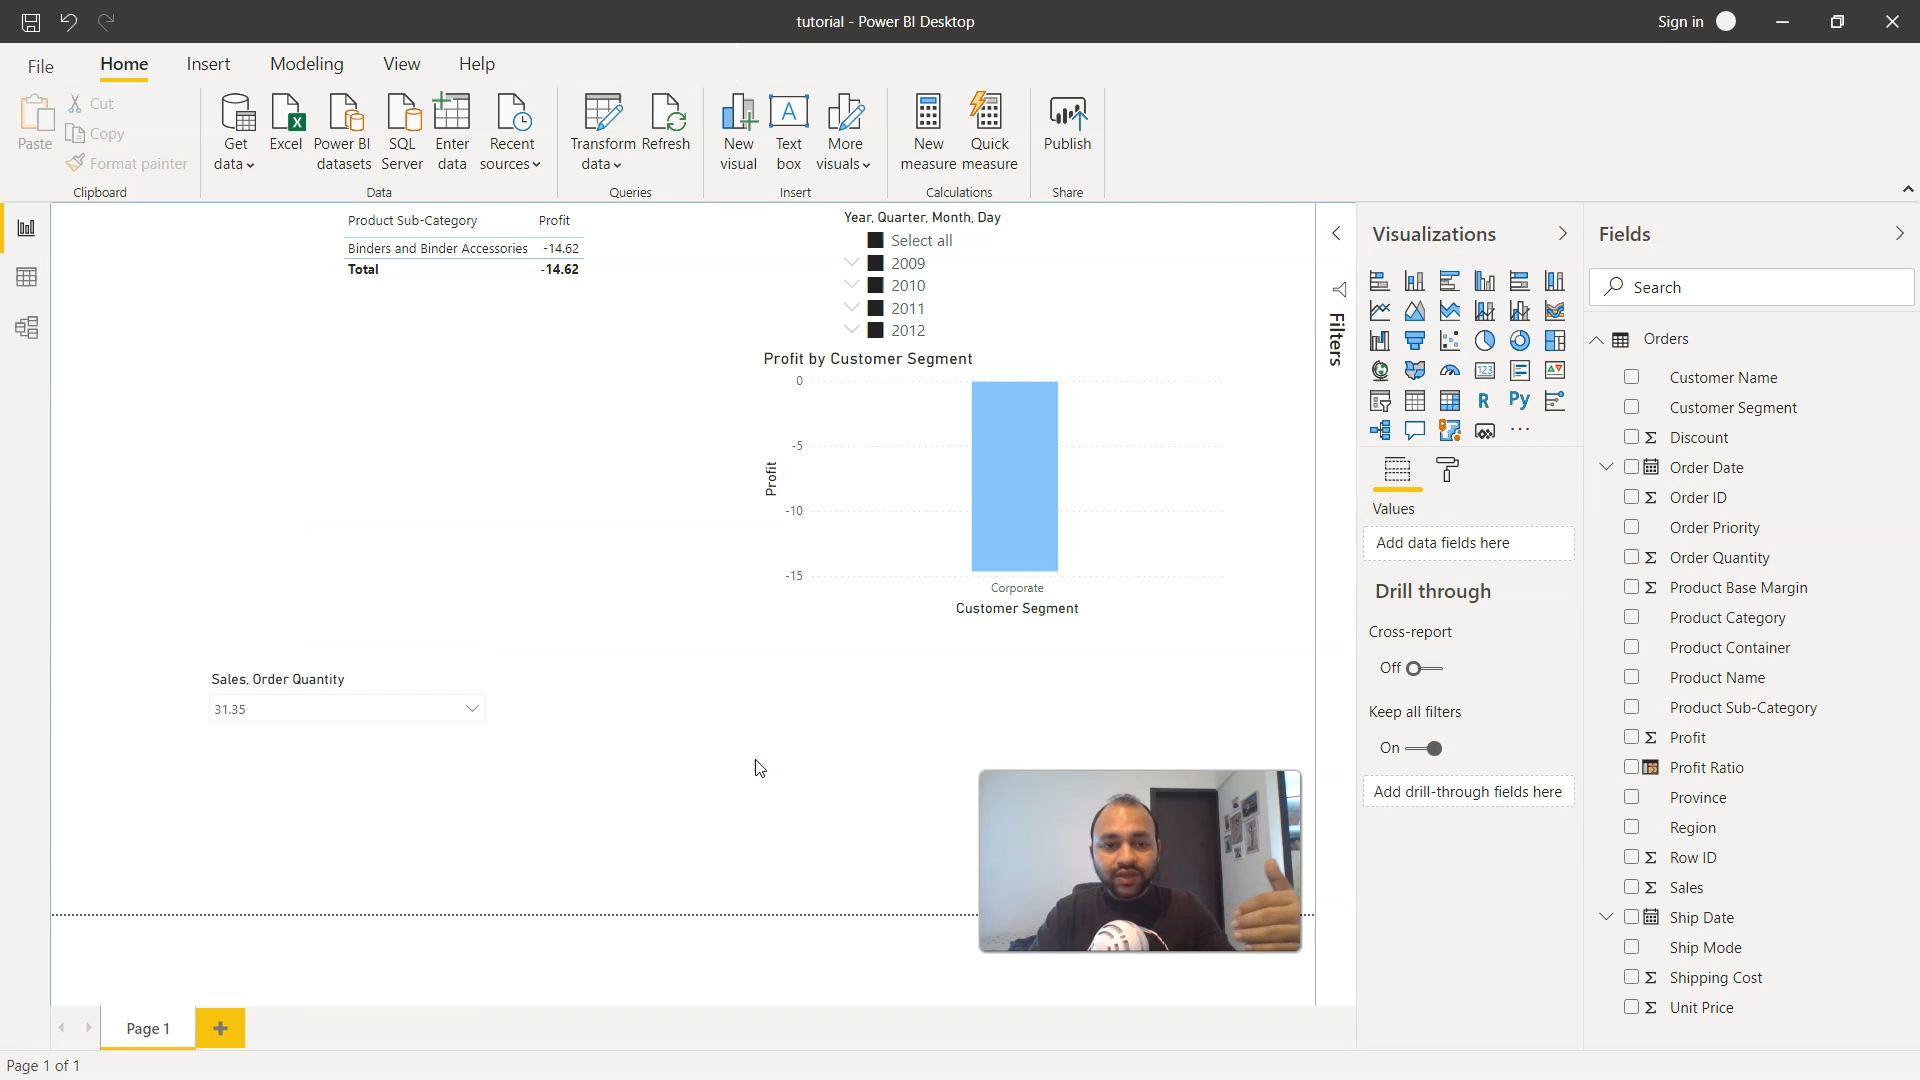 tutorial - Power BI Desktop
Sign in
File
Home
Insert
Modeling
View
Help
Paste
Cut
Copy
Format painter
Clipboard
Get data
Excel
Power BI datasets
SQL Server
Enter data
Recent sources
Data
Transform data
Refresh
Queries
New visual
Text box
More visuals
Insert
New measure
Quick measure
Calculations
Publish
Share
Product Sub-Category Profit
Binders and Binder Accessories -14.62
Total -14.62
Year, Quarter, Month, Day
Select all
2009
2010
2011
2012
Profit by Customer Segment
0
-5
-10
-15
Profit
Corporate
Customer Segment
Sales, Order Quantity
31.35
Filters
Visualizations
123
R
Py
Values
Add data fields here
Drill through
Cross-report
Off
Keep all filters
On
Add drill-through fields here
Fields
Search
Orders
Customer Name
Customer Segment
Σ Discount
Order Date
Σ Order ID
Order Priority
Σ Order Quantity
Σ Product Base Margin
Product Category
Product Container
Product Name
Product Sub-Category
Σ Profit
Profit Ratio
Province
Region
Σ Row ID
Σ Sales
Ship Date
Ship Mode
Σ Shipping Cost
Σ Unit Price
Page 1
Page 1 of 1